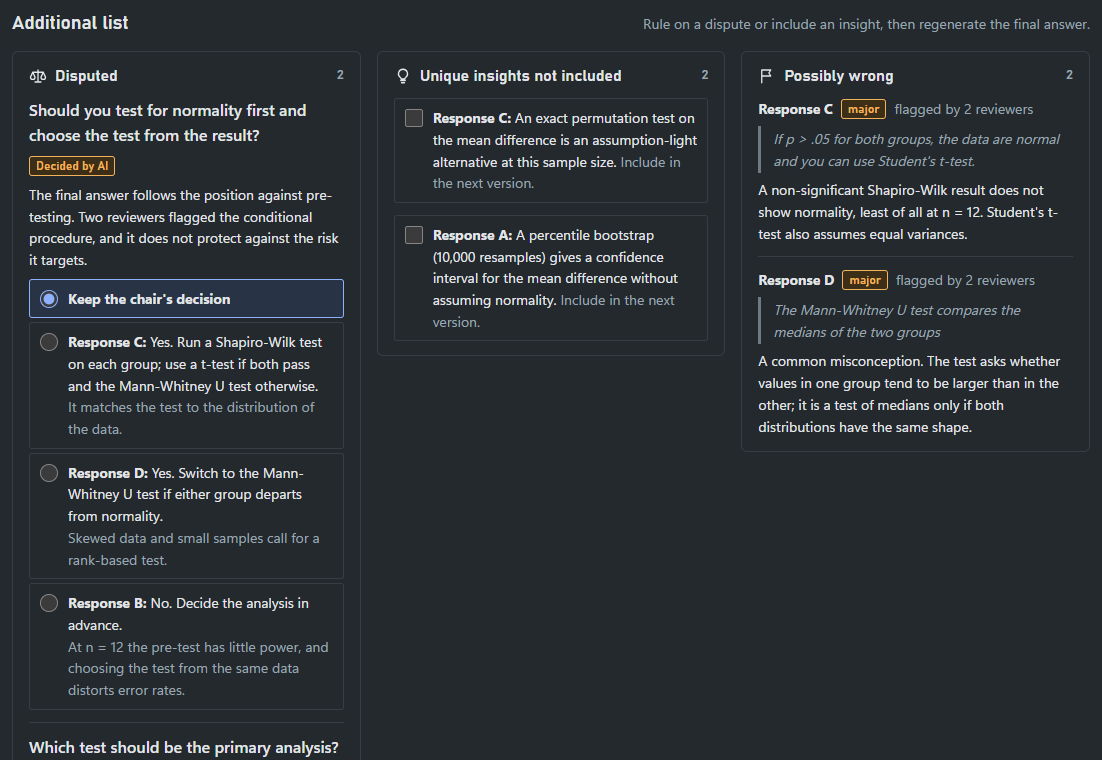 Additional list
Rule on a dispute or include an insight, then regenerate the final answer.
Disputed
2
Should you test for normality first and
choose the test from the result?
Decided by AI
The final answer follows the position against pre-
testing. Two reviewers flagged the conditional
procedure, and it does not protect against the risk
it targets.
Keep the chair's decision
Response C: Yes. Run a Shapiro-Wilk test
on each group; use a t-test if both pass
and the Mann-Whitney U test otherwise.
It matches the test to the distribution of
the data.
Response D: Yes. Switch to the Mann-
Whitney U test if either group departs
from normality.
Skewed data and small samples call for a
rank-based test.
Response B: No. Decide the analysis in
advance.
At n = 12 the pre-test has little power, and
choosing the test from the same data
distorts error rates.
Which test should be the primary analysis?
Unique insights not included
2
Response C: An exact permutation test on
the mean difference is an assumption-light
alternative at this sample size. Include in
the next version.
Response A: A percentile bootstrap
(10,000 resamples) gives a confidence
interval for the mean difference without
assuming normality. Include in the next
version.
Possibly wrong
2
Response C major flagged by 2 reviewers
If p > .05 for both groups, the data are normal
and you can use Student's t-test.
A non-significant Shapiro-Wilk result does not
show normality, least of all at n = 12. Student's t-
test also assumes equal variances.
Response D major flagged by 2 reviewers
The Mann-Whitney U test compares the
medians of the two groups
A common misconception. The test asks whether
values in one group tend to be larger than in the
other; it is a test of medians only if both
distributions have the same shape.